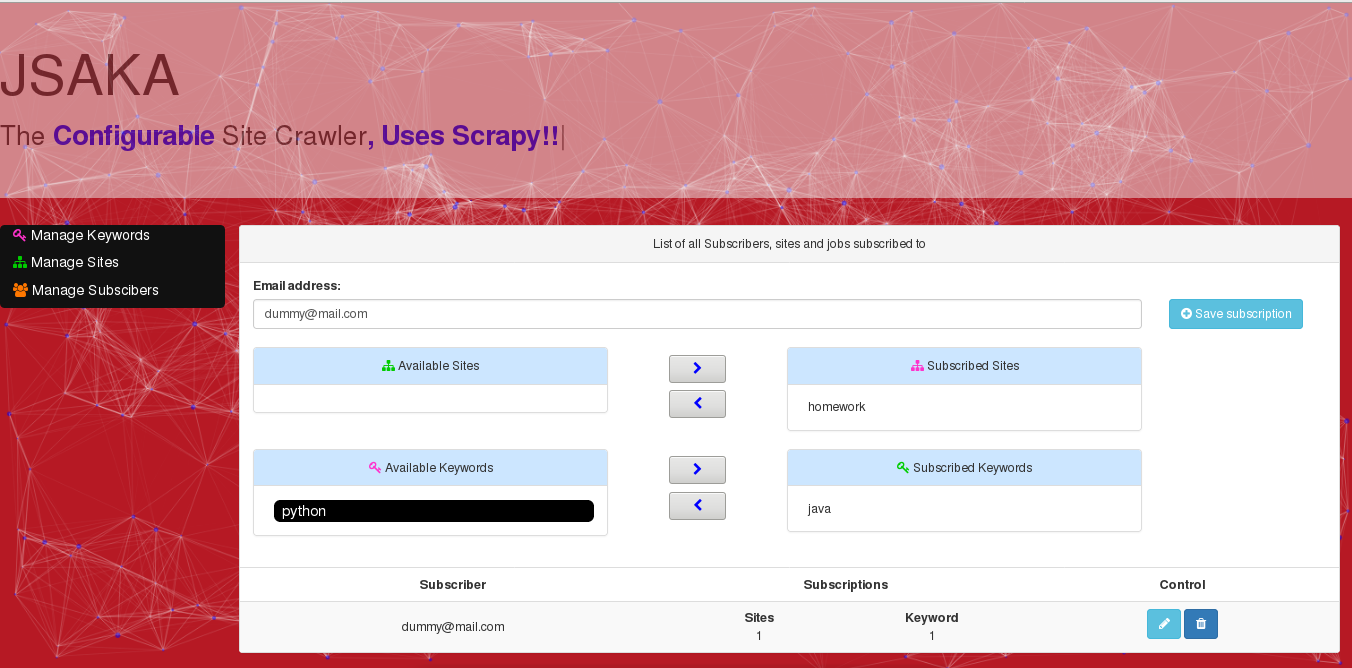 JSAKA
The Configurable Site Crawler, Uses Scrapy!!|
Manage Keywords
Manage Sites
Manage Subscibers
List of all Subscribers, sites and jobs subscribed to
Email address:
dummy@mail.com
Save subscription
Available Sites
Subscribed Sites
homework
Available Keywords
Subscribed Keywords
python
java
Subscriber Subscriptions Control
Sites Keyword
dummy@mail.com
1 1